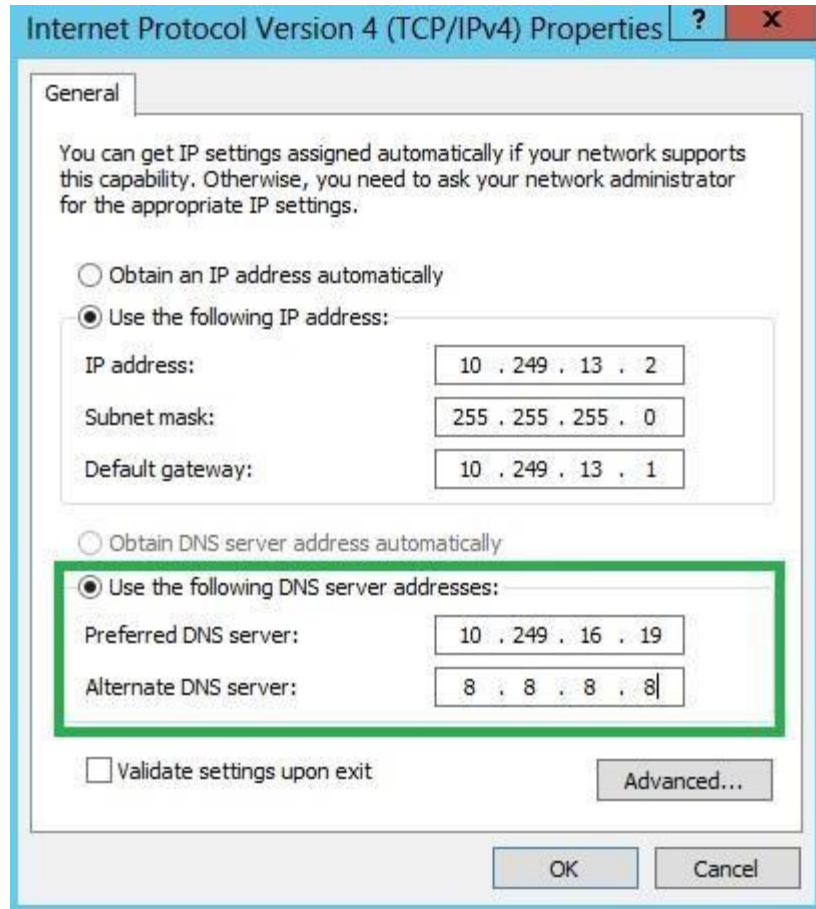 Internet Protocol Version 4 (TCP/IPv4) Properties ? x
General
You can get IP settings assigned automatically if your network supports
this capability. Otherwise, you need to ask your network administrator
for the appropriate IP settings.
Obtain an IP address automatically
Use the following IP address:
IP address: 10 . 249 . 13 . 2
Subnet mask: 255 . 255 . 255 . 0
Default gateway: 10 . 249 . 13 . 1
Obtain DNS server address automatically
Use the following DNS server addresses:
Preferred DNS server: 10 . 249 . 16 . 19
Alternate DNS server: 8 . 8 . 8 . 8
Validate settings upon exit
Advanced...
OK Cancel